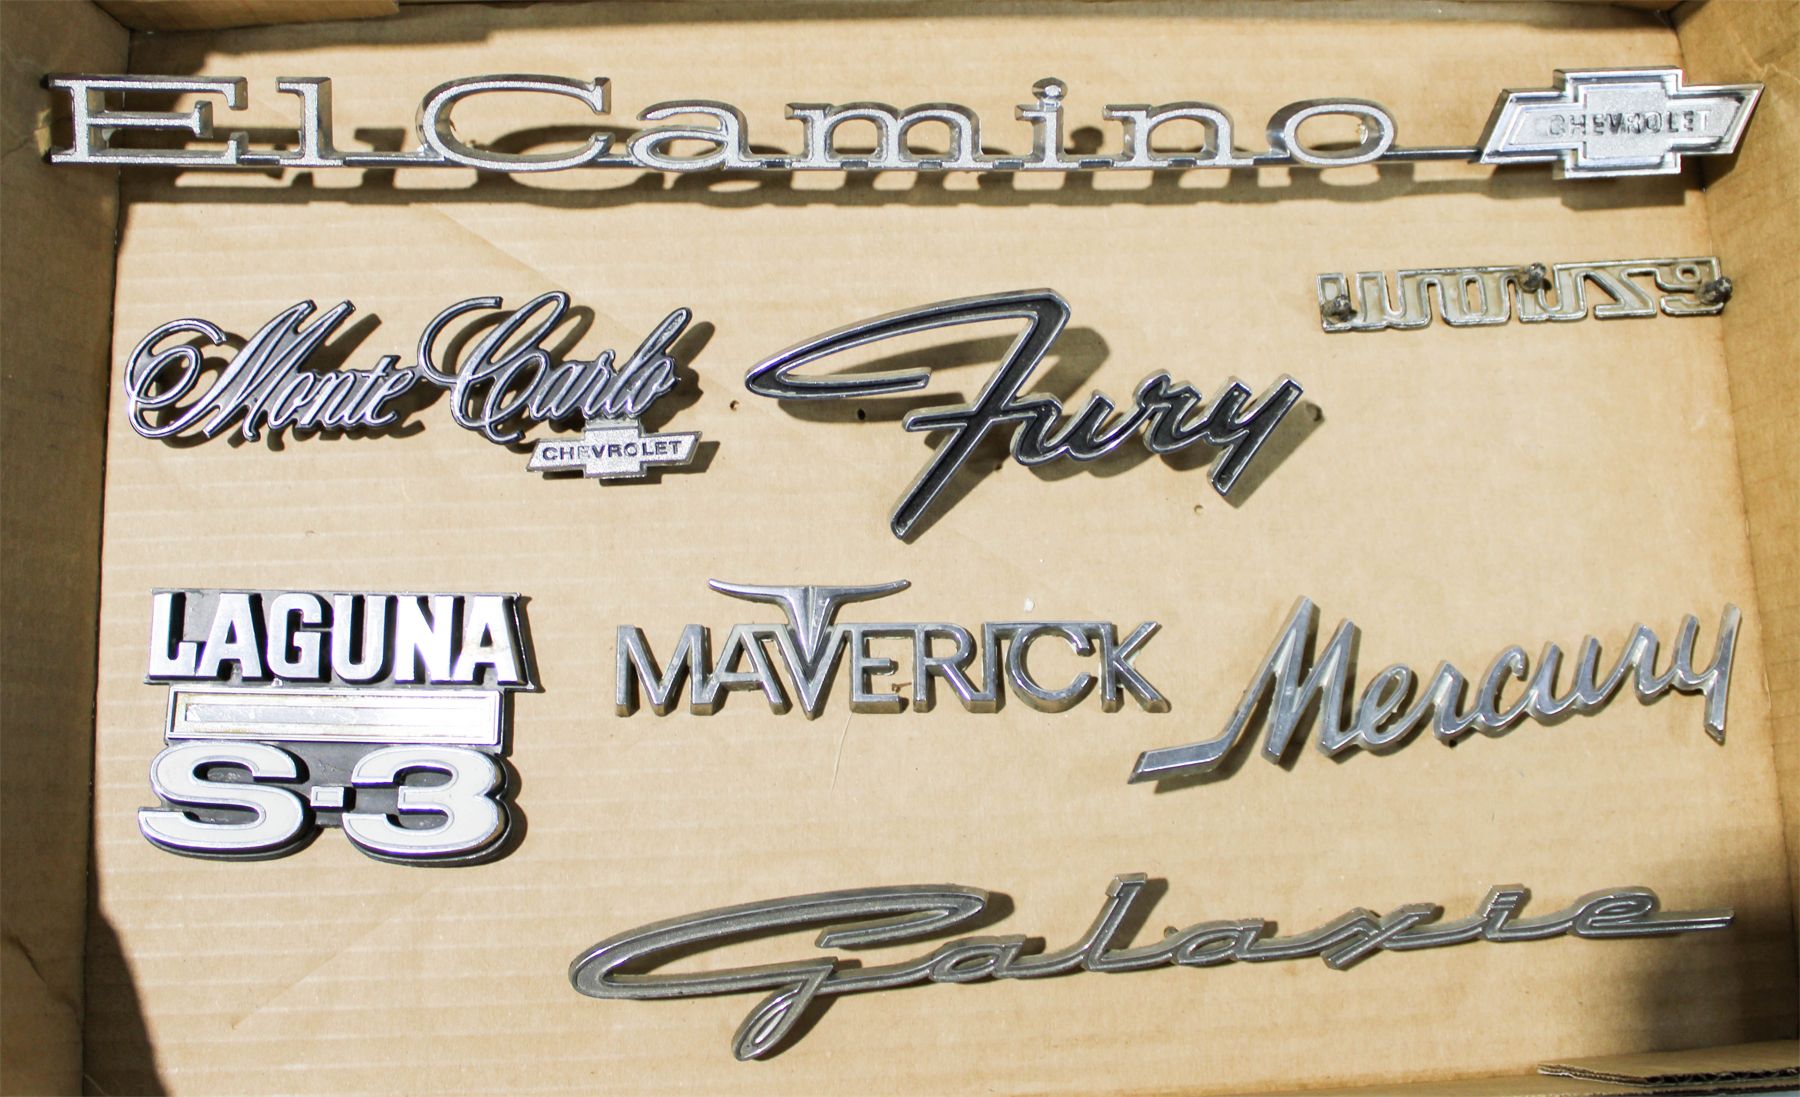 El Camino CHEVROLET
Monte Carlo
CHEVROLET
Fury
LAGUNA
S-3
MAVERICK
Mercury
Galaxie